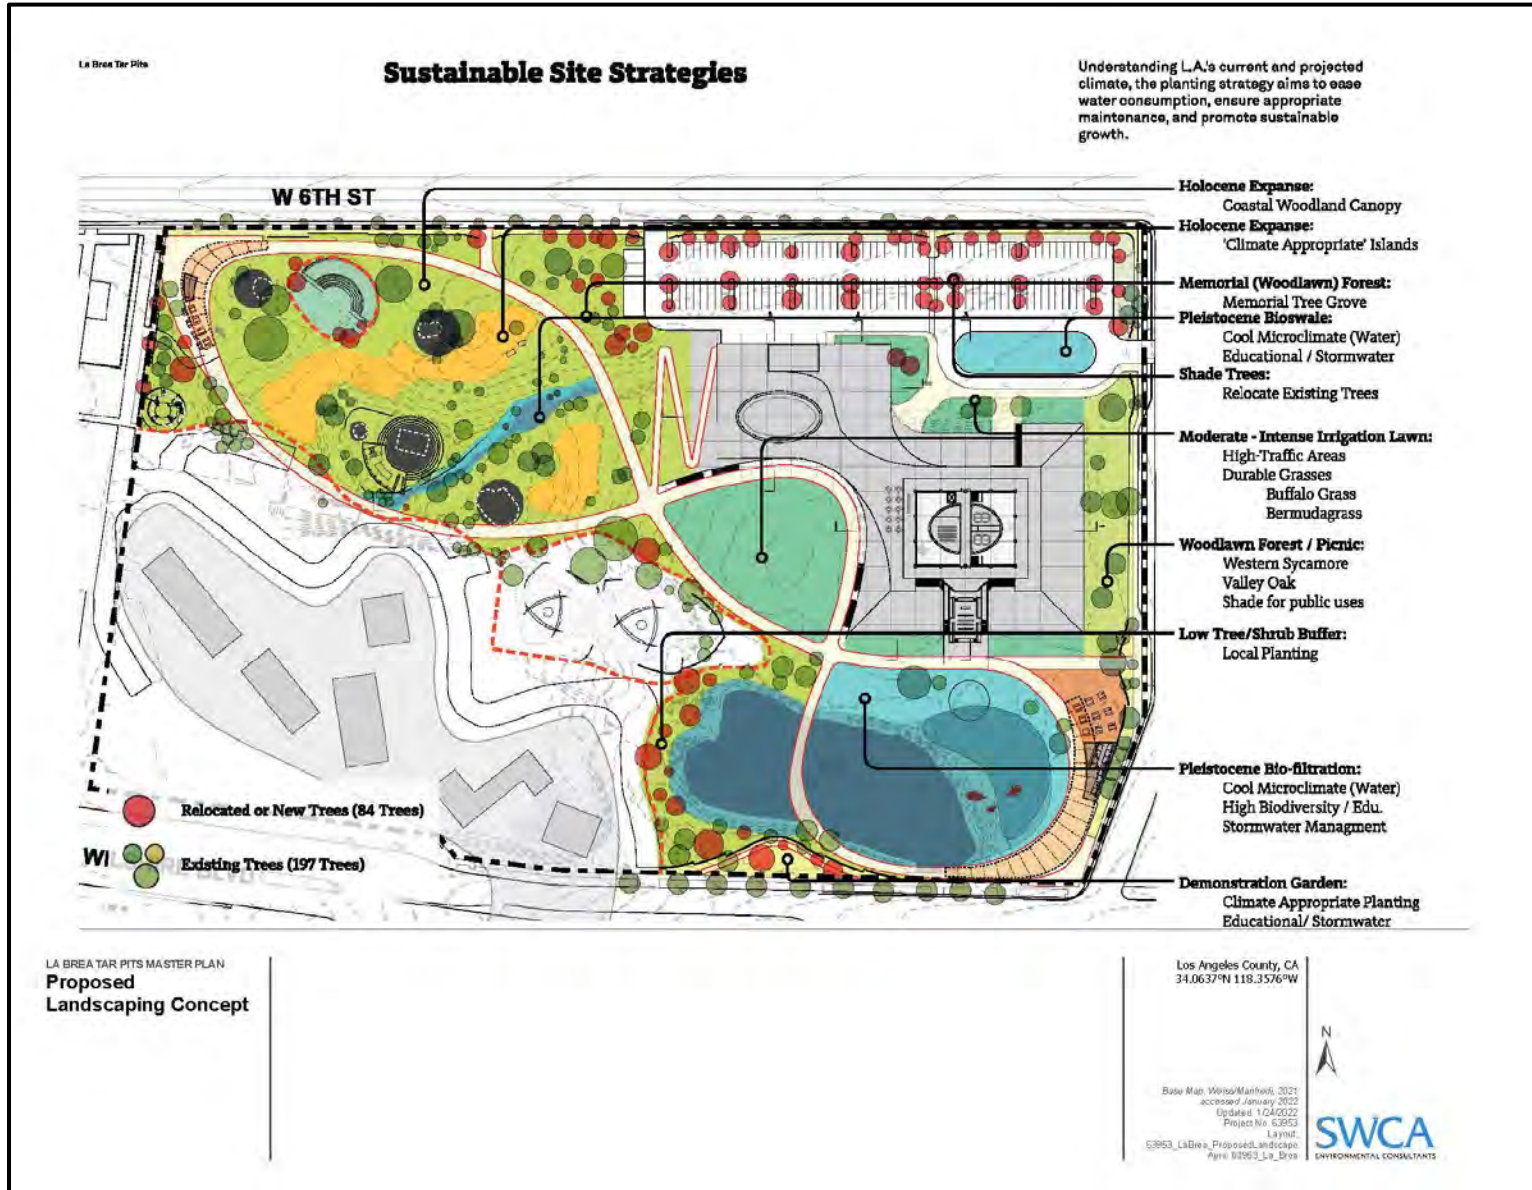 La Brea Tar Pits
Sustainable Site Strategies
Understanding L.A.'s current and projected
climate, the planting strategy aims to ease
water consumption, ensure appropriate
maintenance, and promote sustainable
growth.
W 6TH ST
Holocene Expanse:
Coastal Woodland Canopy
Holocene Expanse:
'Climate Appropriate' Islands
Memorial (Woodlawn) Forest:
Memorial Tree Grove
Pleistocene Bioswale:
Cool Microclimate (Water)
Educational / Stormwater
Shade Trees:
Relocate Existing Trees
Moderate - Intense Irrigation Lawn:
High-Traffic Areas
Durable Grasses
Buffalo Grass
Bermudagrass
Woodlawn Forest / Picnic:
Western Sycamore
Valley Oak
Shade for public uses
Low Tree/Shrub Buffer:
Local Planting
Pleistocene Bio-filtration:
Cool Microclimate (Water)
High Biodiversity / Edu.
Stormwater Managment
Demonstration Garden:
Climate Appropriate Planting
Educational/ Stormwater
Relocated or New Trees (84 Trees)
Existing Trees (197 Trees)
LA BREA TAR PITS MASTER PLAN
Proposed
Landscaping Concept
Los Angeles County, CA
34.0637ºN 118.3576ºW
N
Base Map: Weiss/Manfredi, 2021
accessed January 2022
Updated: 1/24/2022
Project No. 63953
Layout:
63953_LaBrea_ProposedLandscape
Aprx: 63953_La_Brea
SWCA
ENVIRONMENTAL CONSULTANTS